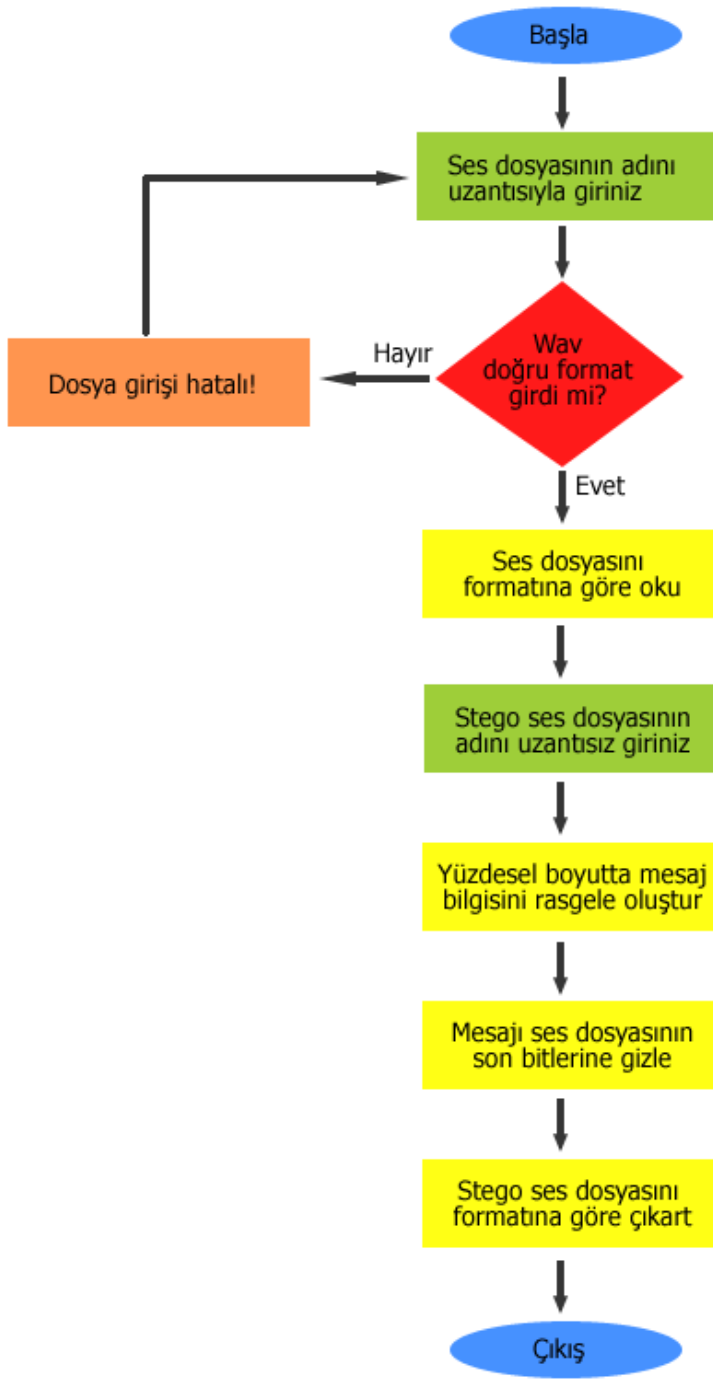 Başla
Ses dosyasının adını
uzantısıyla giriniz
Wav
doğru format
girdi mi?
Hayır
Dosya girişi hatalı!
Evet
Ses dosyasını
formatına göre oku
Stego ses dosyasının
adını uzantısız giriniz
Yüzdesel boyutta mesaj
bilgisini rasgele oluştur
Mesajı ses dosyasının
son bitlerine gizle
Stego ses dosyasını
formatına göre çıkart
Çıkış